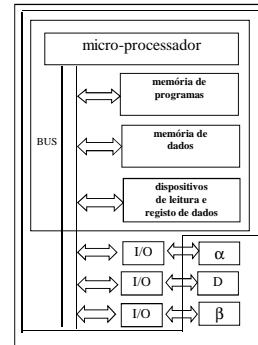 micro-processador
memória de
programas
BUS
memória de
dados
dispositivos
de leitura e
registo de dados
I/O α
I/O D
I/O β